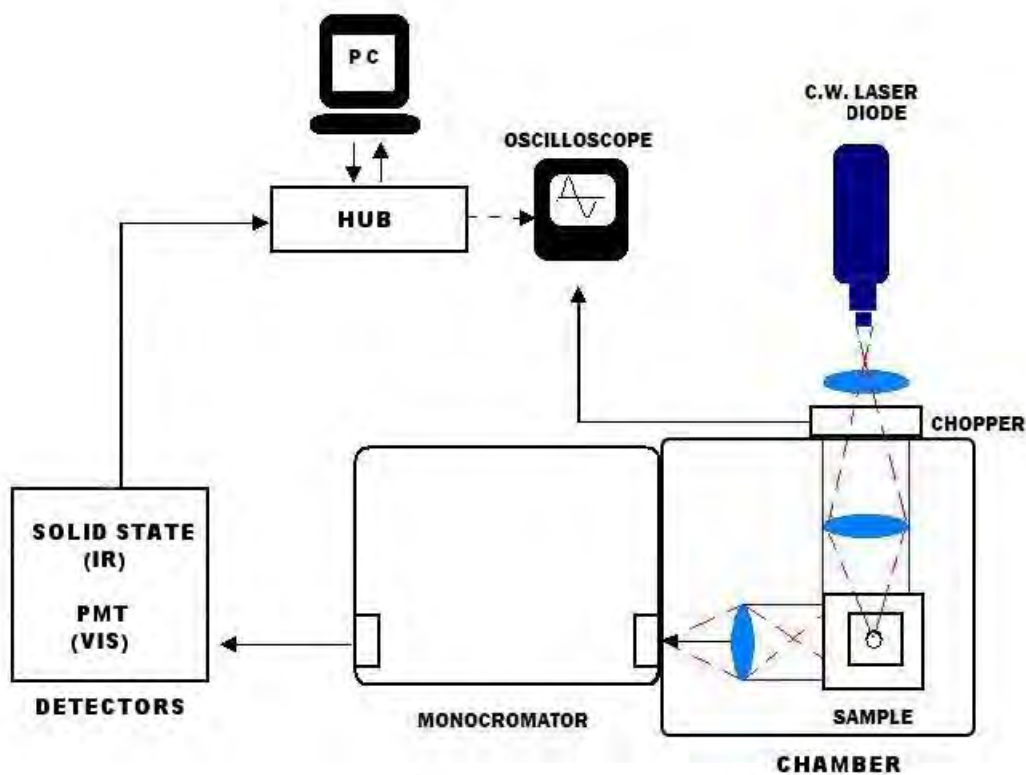 PC
C.W. LASER
DIODE
OSCILLOSCOPE
HUB
CHOPPER
SOLID STATE
(IR)
PMT
(VIS)
DETECTORS
MONOCROMATOR
SAMPLE
CHAMBER